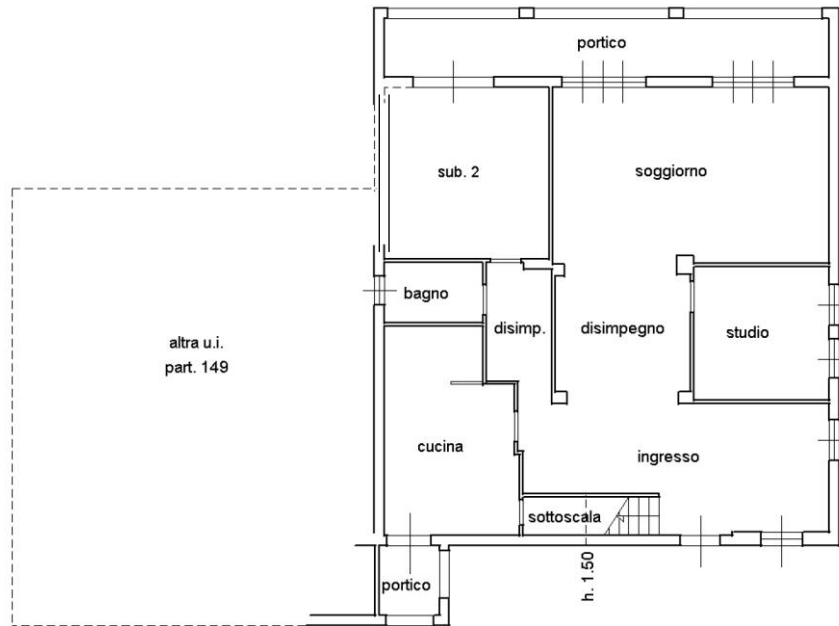 portico
sub. 2
soggiorno
bagno
disimp.
disimpegno
studio
altra u.i.
part. 149
cucina
ingresso
sottoscala
h. 1.50
portico